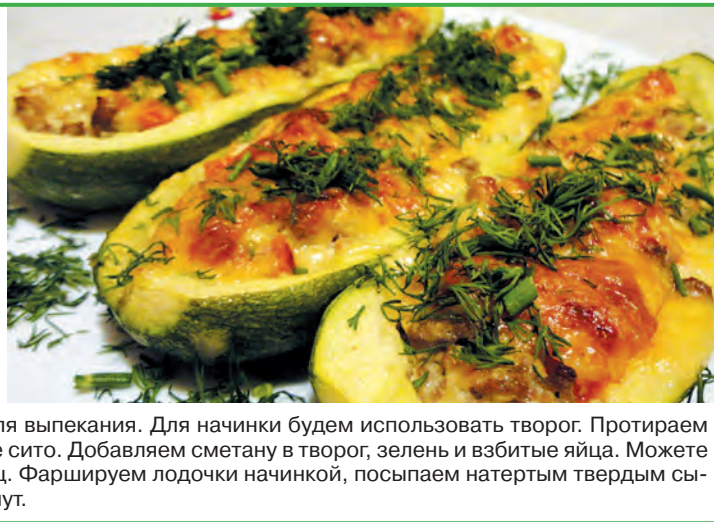 ля выпекания. Для начинки будем использовать творог. Протираем
е сито. Добавляем сметану в творог, зелень и взбитые яйца. Можете
ц. Фаршируем лодочки начинкой, посыпаем натертым твердым сы-
ут.